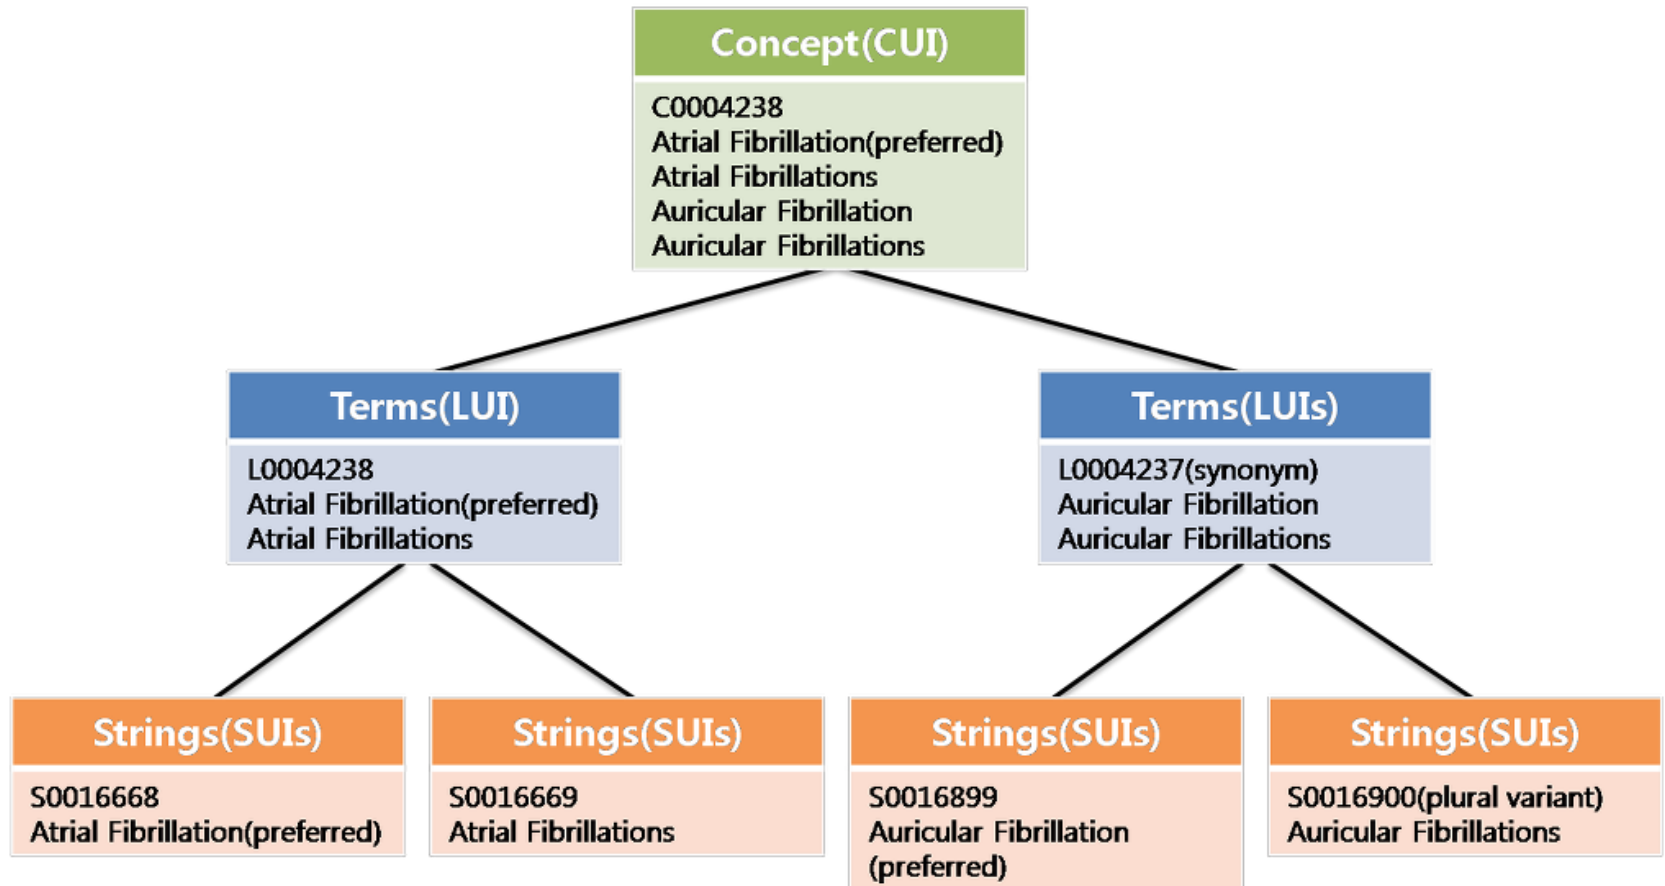 Concept(CUI)
C0004238
Atrial Fibrillation(preferred)
Atrial Fibrillations
Auricular Fibrillation
Auricular Fibrillations
Terms(LUI)
L0004238
Atrial Fibrillation(preferred)
Atrial Fibrillations
Terms(LUIs)
L0004237(synonym)
Auricular Fibrillation
Auricular Fibrillations
Strings(SUIs)
S0016668
Atrial Fibrillation(preferred)
Strings(SUIs)
S0016669
Atrial Fibrillations
Strings(SUIs)
S0016899
Auricular Fibrillation
(preferred)
Strings(SUIs)
S0016900(plural variant)
Auricular Fibrillations